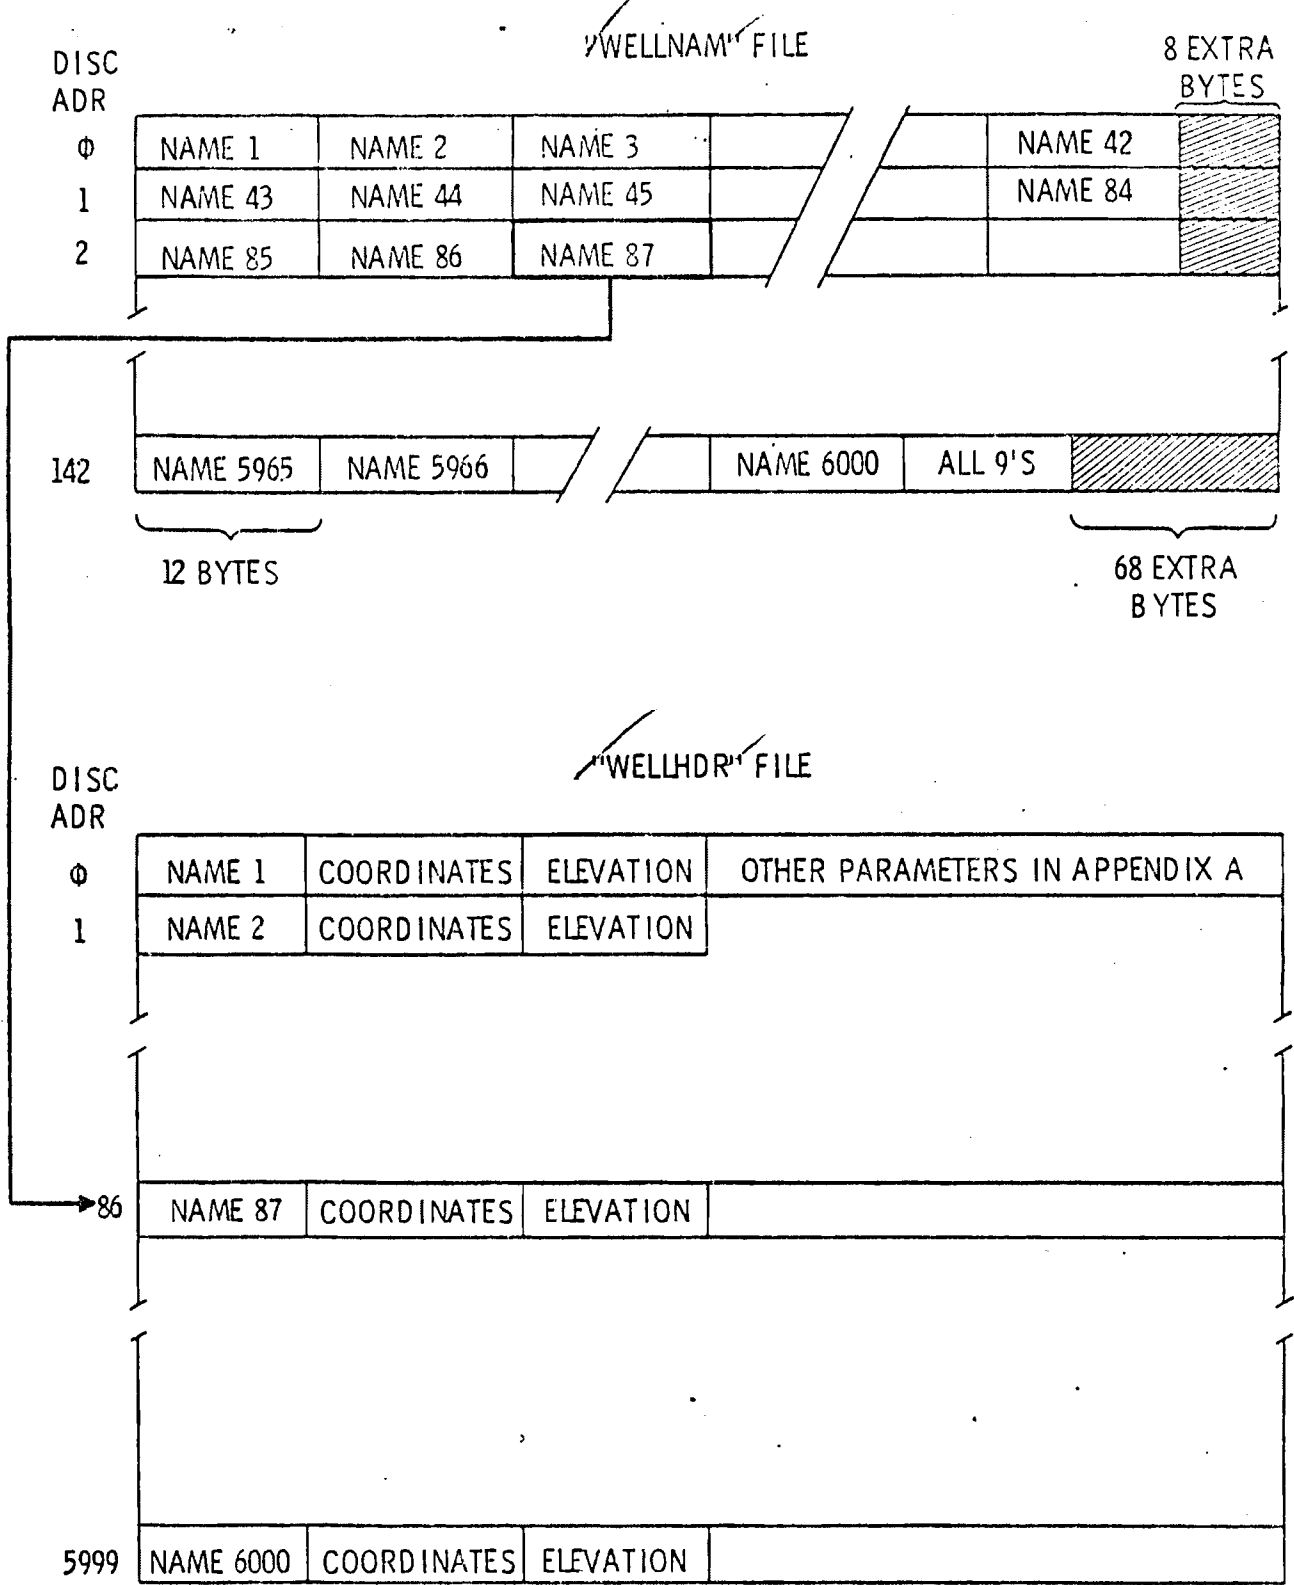 "WELLNAM" FILE
DISC
ADR
8 EXTRA
BYTES
Φ NAME 1 NAME 2 NAME 3 NAME 42
1 NAME 43 NAME 44 NAME 45 NAME 84
2 NAME 85 NAME 86 NAME 87
142 NAME 5965 NAME 5966 NAME 6000 ALL 9'S
12 BYTES
68 EXTRA
BYTES
"WELLHDR" FILE
DISC
ADR
Φ NAME 1 COORDINATES ELEVATION OTHER PARAMETERS IN APPENDIX A
1 NAME 2 COORDINATES ELEVATION
86 NAME 87 COORDINATES ELEVATION
5999 NAME 6000 COORDINATES ELEVATION